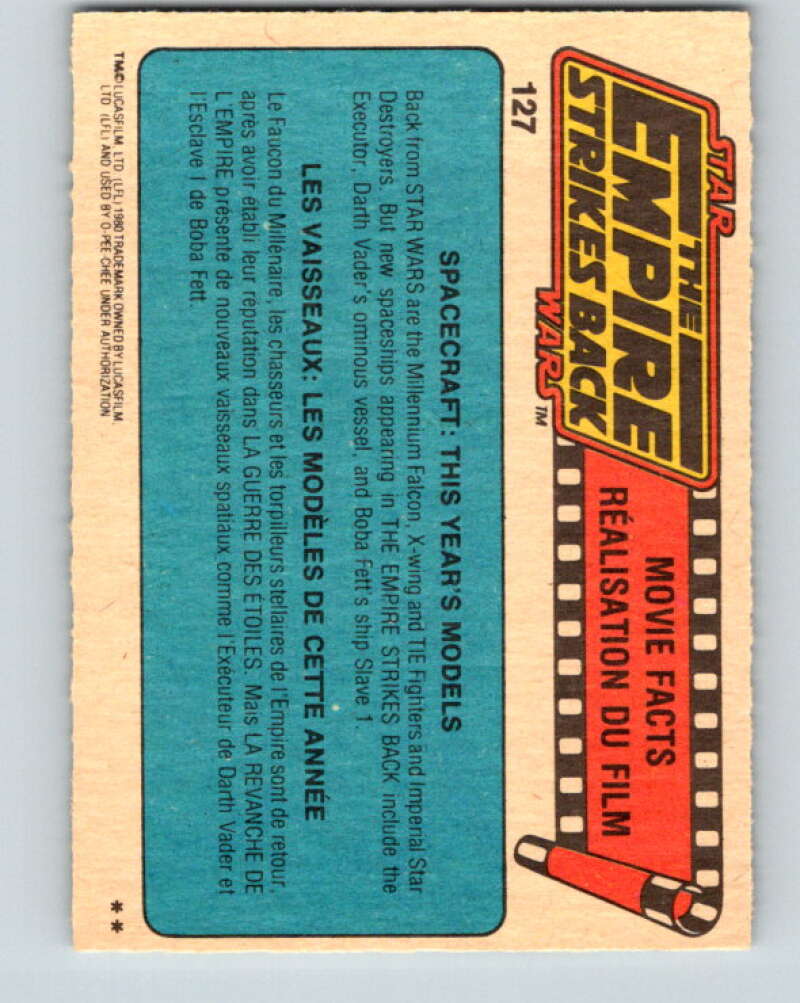 STAR
THE
EMPIRE
STRIKES BACK
WARS™
MOVIE FACTS
RÉALISATION DU FILM
127
SPACECRAFT: THIS YEAR'S MODELS
Back from STAR WARS are the Millennium Falcon, X-wing and TIE Fighters and Imperial Star
Destroyers. But new spaceships appearing in THE EMPIRE STRIKES BACK include the
Executor, Darth Vader's ominous vessel, and Boba Fett's ship Slave 1.
LES VAISSEAUX: LES MODÈLES DE CETTE ANNÉE
Le Faucon du Millénaire, les chasseurs et les torpilleurs stellaires de l'Empire sont de retour,
après avoir établi leur réputation dans LA GUERRE DES ÉTOILES. Mais LA REVANCHE DE
L'EMPIRE présente de nouveaux vaisseaux spatiaux comme l'Exécuteur de Darth Vader et
l'Esclave I de Boba Fett.
TM&© LUCASFILM, LTD. (LFL) 1980 TRADEMARK OWNED BY LUCASFILM,
LTD. (LFL) AND USED BY O-PEE-CHEE UNDER AUTHORIZATION
**